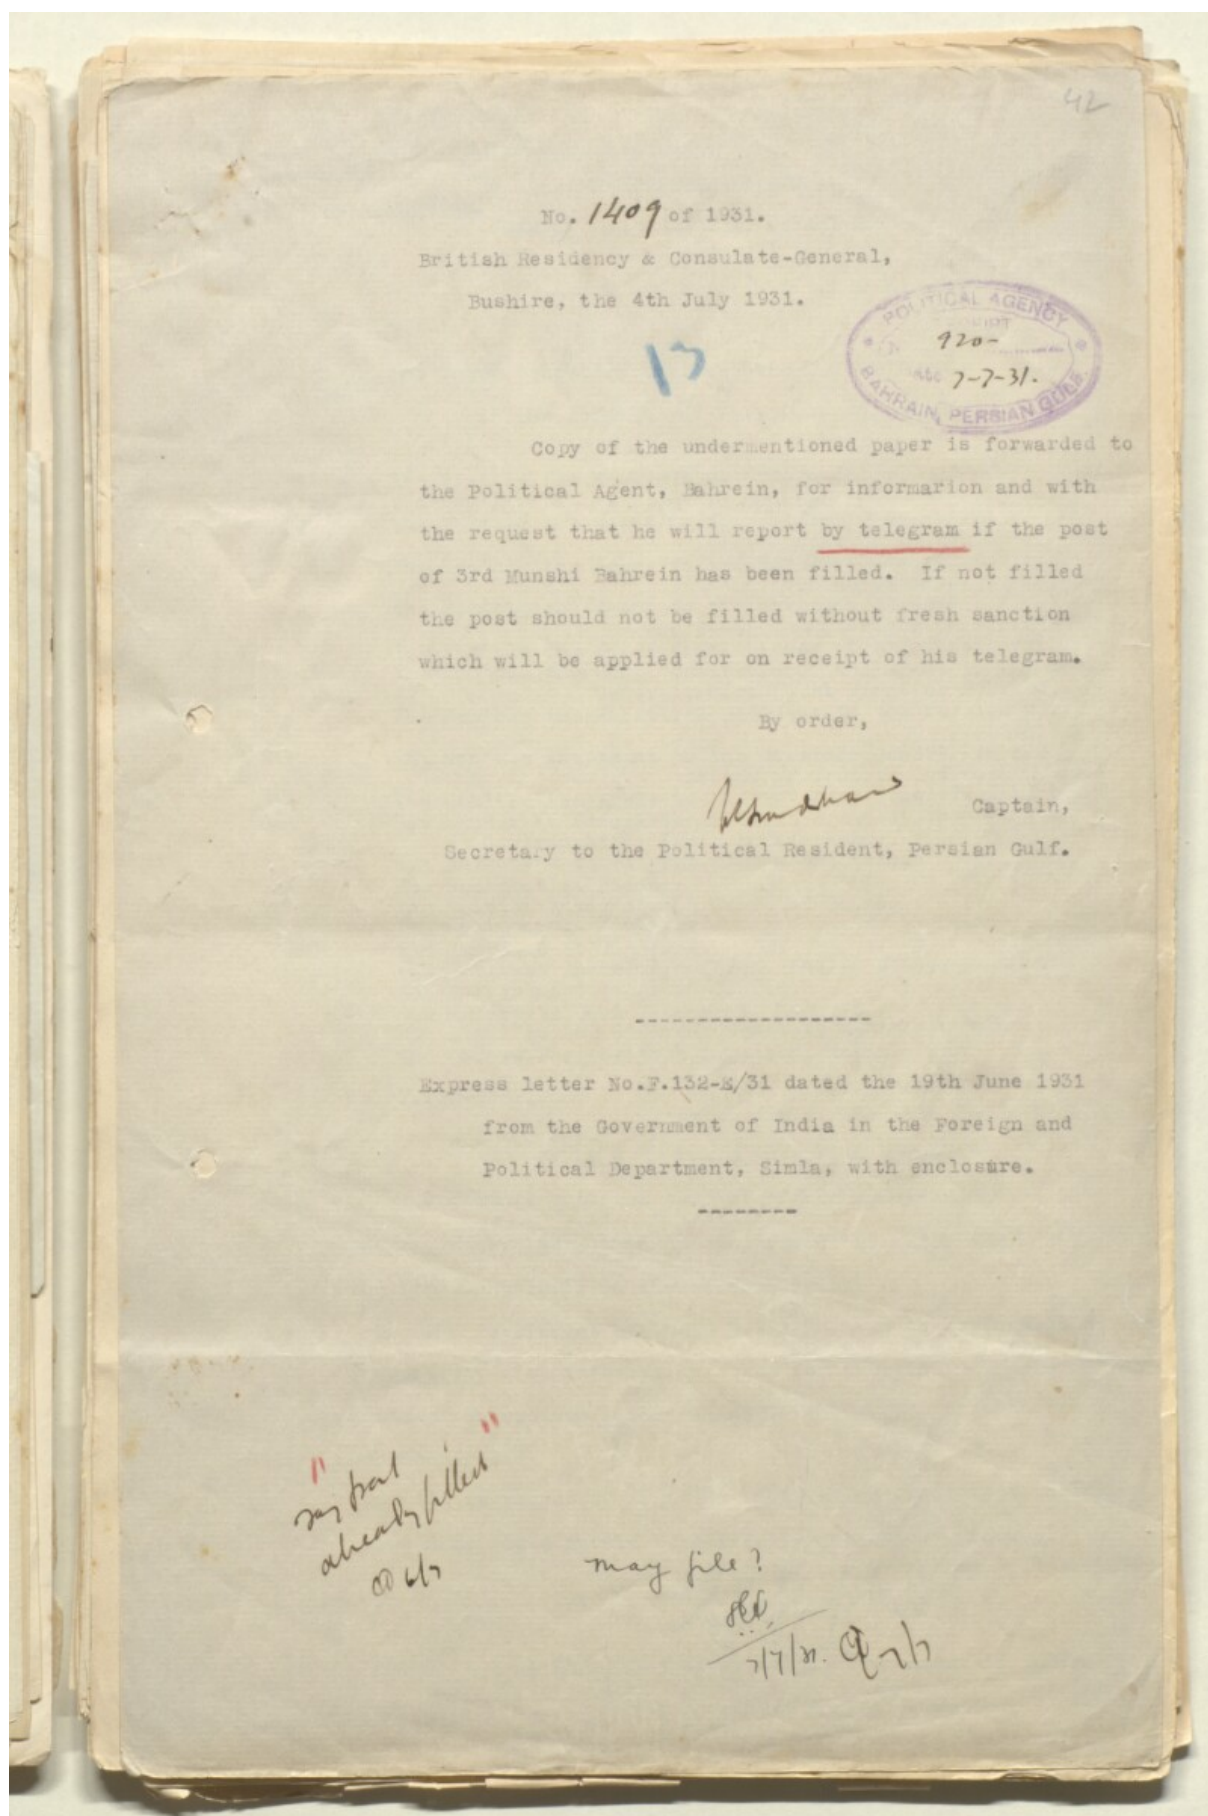 42
No. 1409 of 1931.
British Residency & Consulate-General,
Bushire, the 4th July 1931.
POLITICAL AGENCY
920-
7-7-31.
BAHRAIN, PERSIAN GULF.
13
Copy of the undermentioned paper is forwarded to
the Political Agent, Bahrein, for informarion and with
the request that he will report by telegram if the post
of 3rd Munshi Bahrein has been filled. If not filled
the post should not be filled without fresh sanction
which will be applied for on receipt of his telegram.
By order,
Captain,
Secretary to the Political Resident, Persian Gulf.
-------------------
Express letter No.F.132-E/31 dated the 19th June 1931
from the Government of India in the Foreign and
Political Department, Simla, with enclosure.
--------
"say post
already filled"
may file?
7/7/31.